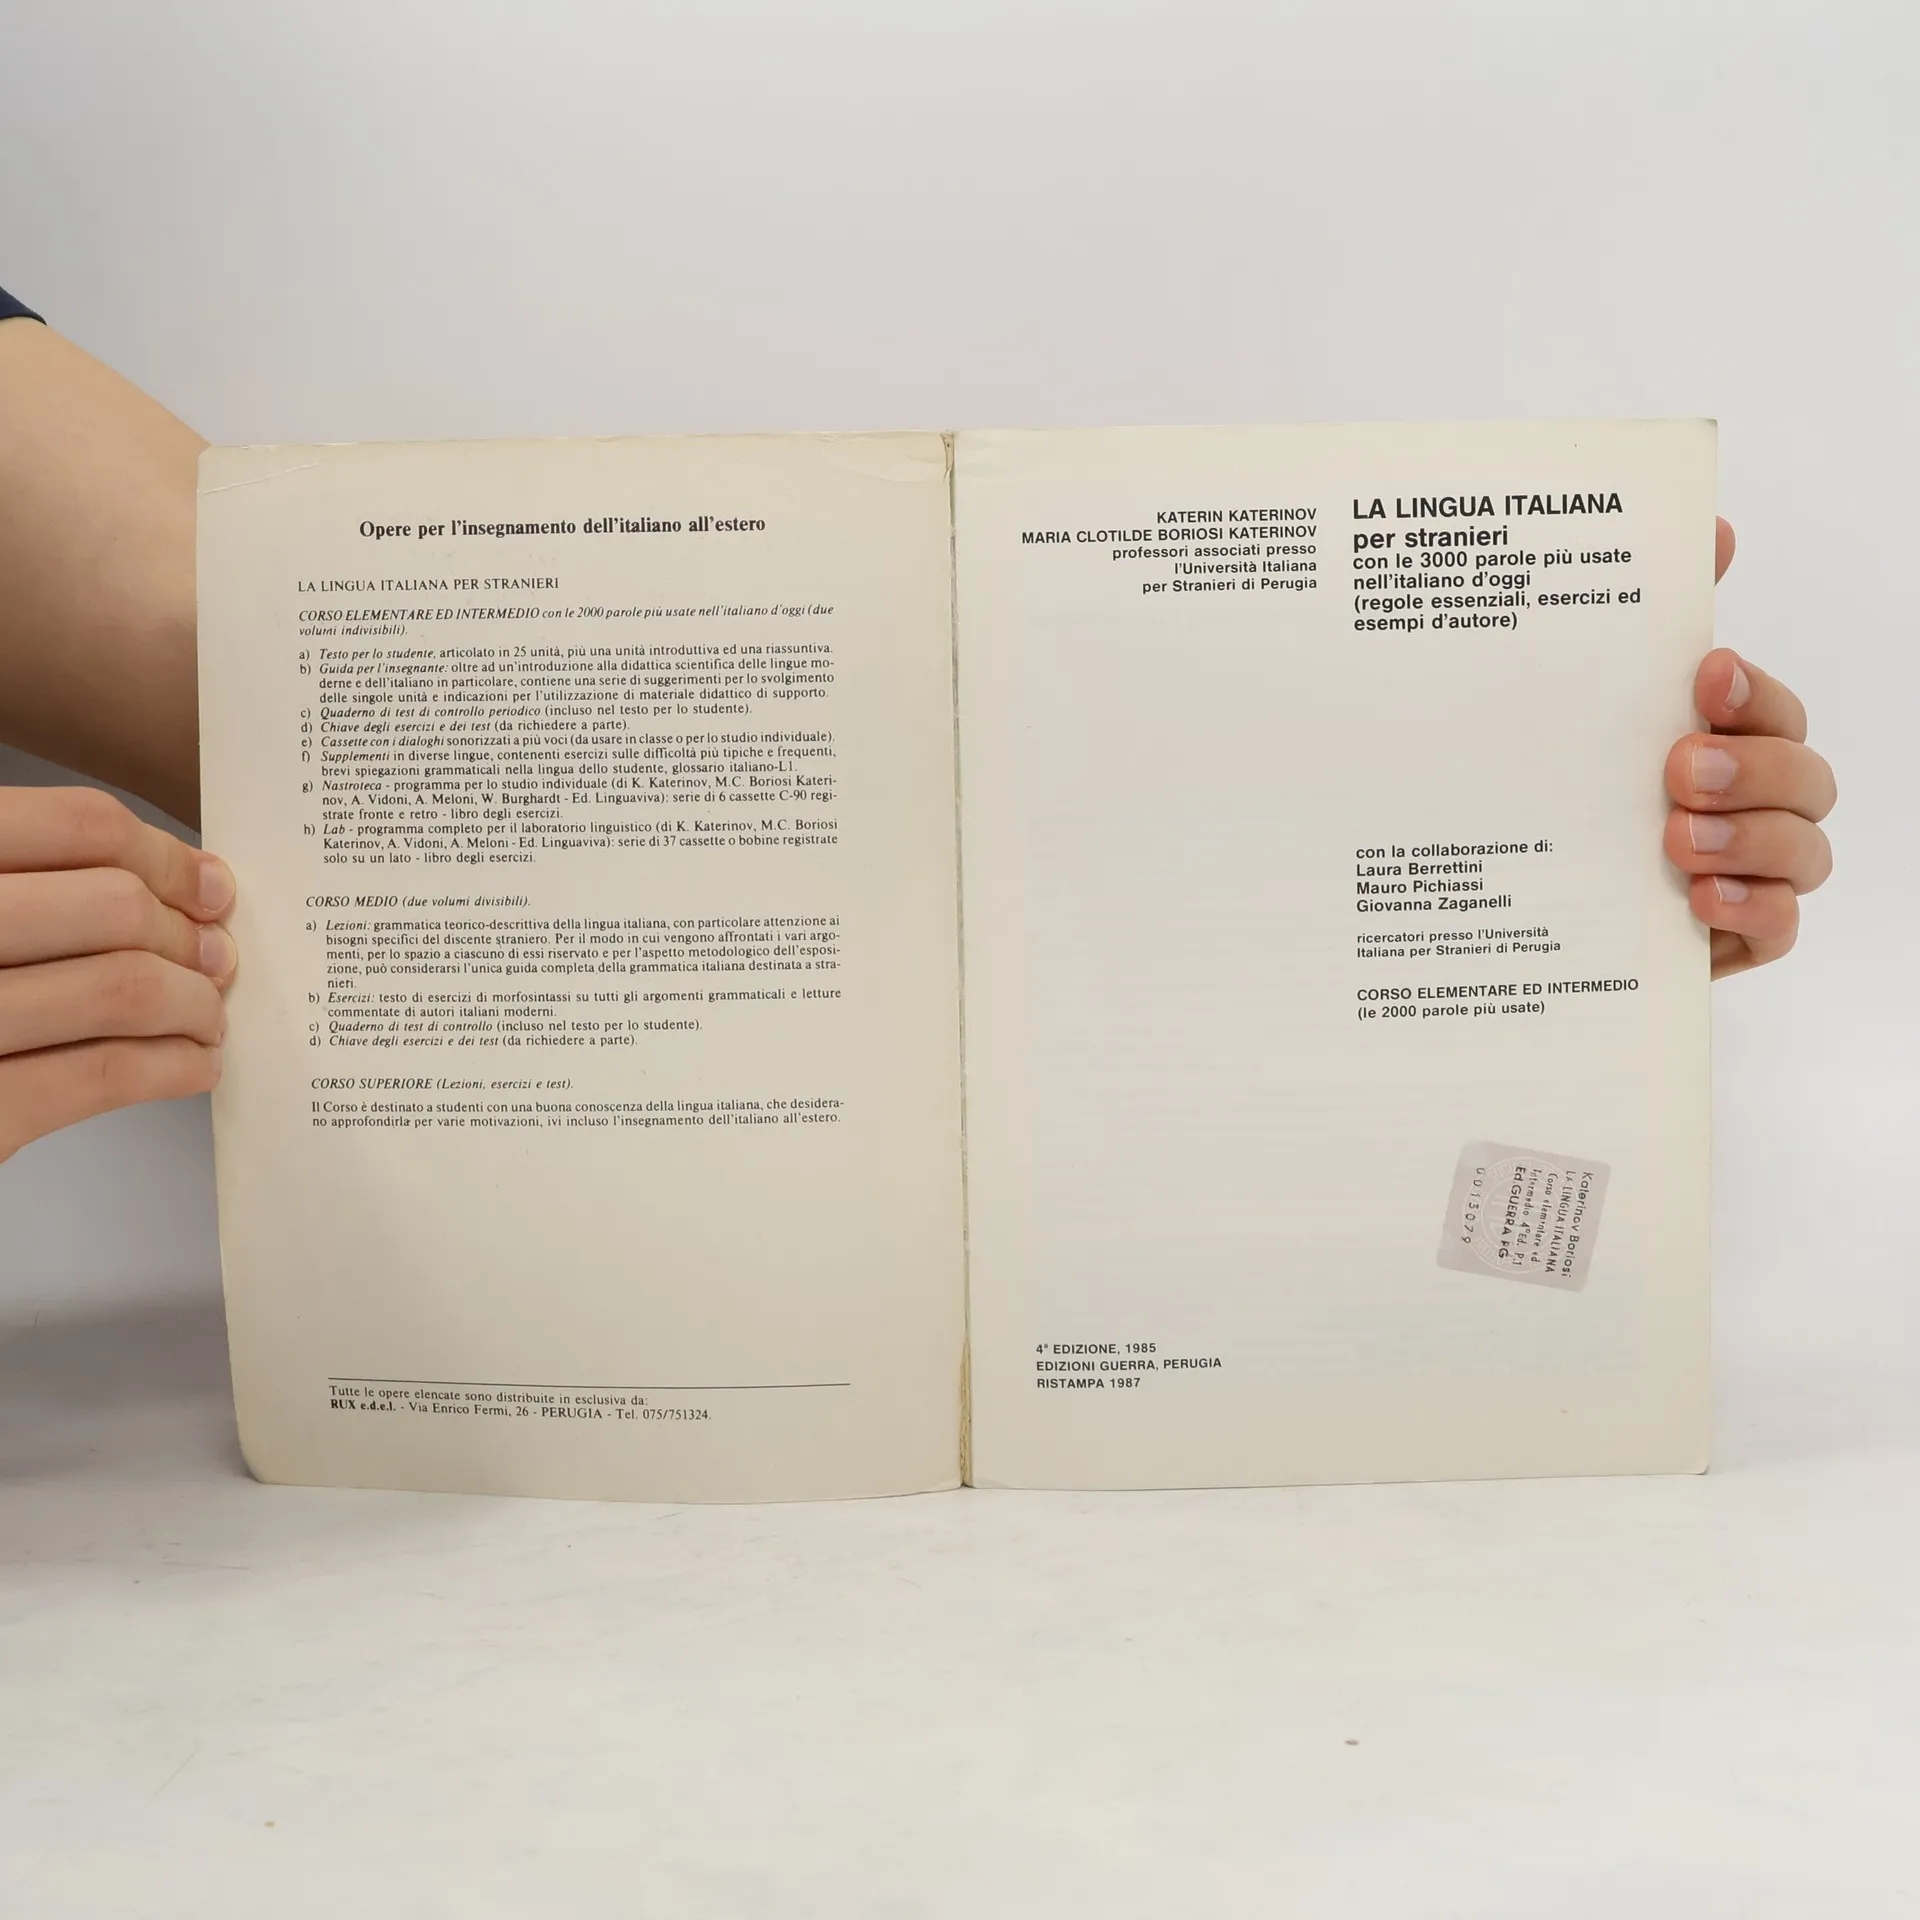 Opere per l'insegnamento dell'italiano all'estero
LA LINGUA ITALIANA PER STRANIERI
CORSO ELEMENTARE ED INTERMEDIO con le 2000 parole più usate nell'italiano d'oggi (due
volumi indivisibili).
a) Testo per lo studente, articolato in 25 unità, più una unità introduttiva ed una riassuntiva.
b) Guida per l'insegnante: oltre ad un'introduzione alla didattica scientifica delle lingue mo-
derne e dell'italiano in particolare, contiene una serie di suggerimenti per lo svolgimento
delle singole unità e indicazioni per l'utilizzazione di materiale didattico di supporto.
c) Quaderno di test di controllo periodico (incluso nel testo per lo studente).
d) Chiave degli esercizi e dei test (da richiedere a parte).
e) Cassette con i dialoghi sonorizzati a più voci (da usare in classe o per lo studio individuale).
f) Supplementi in diverse lingue, contenenti esercizi sulle difficoltà più tipiche e frequenti,
brevi spiegazioni grammaticali nella lingua dello studente, glossario italiano-L1.
g) Nastroteca - programma per lo studio individuale (di K. Katerinov, M.C. Boriosi Kateri-
nov, A. Vidoni, A. Meloni, W. Burghardt - Ed. Linguaviva): serie di 6 cassette C-90 regi-
strate fronte e retro - libro degli esercizi.
h) Lab - programma completo per il laboratorio linguistico (di K. Katerinov, M.C. Boriosi
Katerinov, A. Vidoni, A. Meloni - Ed. Linguaviva): serie di 37 cassette o bobine registrate
solo su un lato - libro degli esercizi.
CORSO MEDIO (due volumi divisibili).
a) Lezioni: grammatica teorico-descrittiva della lingua italiana, con particolare attenzione ai
bisogni specifici del discente straniero. Per il modo in cui vengono affrontati i vari argo-
menti, per lo spazio a ciascuno di essi riservato e per l'aspetto metodologico dell'esposi-
zione, può considerarsi l'unica guida completa della grammatica italiana destinata a stra-
nieri.
b) Esercizi: testo di esercizi di morfosintassi su tutti gli argomenti grammaticali e letture
commentate di autori italiani moderni.
c) Quaderno di test di controllo (incluso nel testo per lo studente).
d) Chiave degli esercizi e dei test (da richiedere a parte).
CORSO SUPERIORE (Lezioni, esercizi e test).
Il Corso è destinato a studenti con una buona conoscenza della lingua italiana, che desidera-
no approfondirla per varie motivazioni, ivi incluso l'insegnamento dell'italiano all'estero.
Tutte le opere elencate sono distribuite in esclusiva da:
RUX e.d.e.l. - Via Enrico Fermi, 26 - PERUGIA - Tel. 075/751324.
KATERIN KATERINOV
MARIA CLOTILDE BORIOSI KATERINOV
professori associati presso
l'Università Italiana
per Stranieri di Perugia
LA LINGUA ITALIANA
per stranieri
con le 3000 parole più usate
nell'italiano d'oggi
(regole essenziali, esercizi ed
esempi d'autore)
con la collaborazione di:
Laura Berrettini
Mauro Pichiassi
Giovanna Zaganelli
ricercatori presso l'Università
Italiana per Stranieri di Perugia
CORSO ELEMENTARE ED INTERMEDIO
(le 2000 parole più usate)
Katerinov Boriosi
LA LINGUA ITALIANA
Corso elementare ed
Intermedio 4° Ed. P.1
Ed. GUERRA PG
0013079
4ª EDIZIONE, 1985
EDIZIONI GUERRA, PERUGIA
RISTAMPA 1987